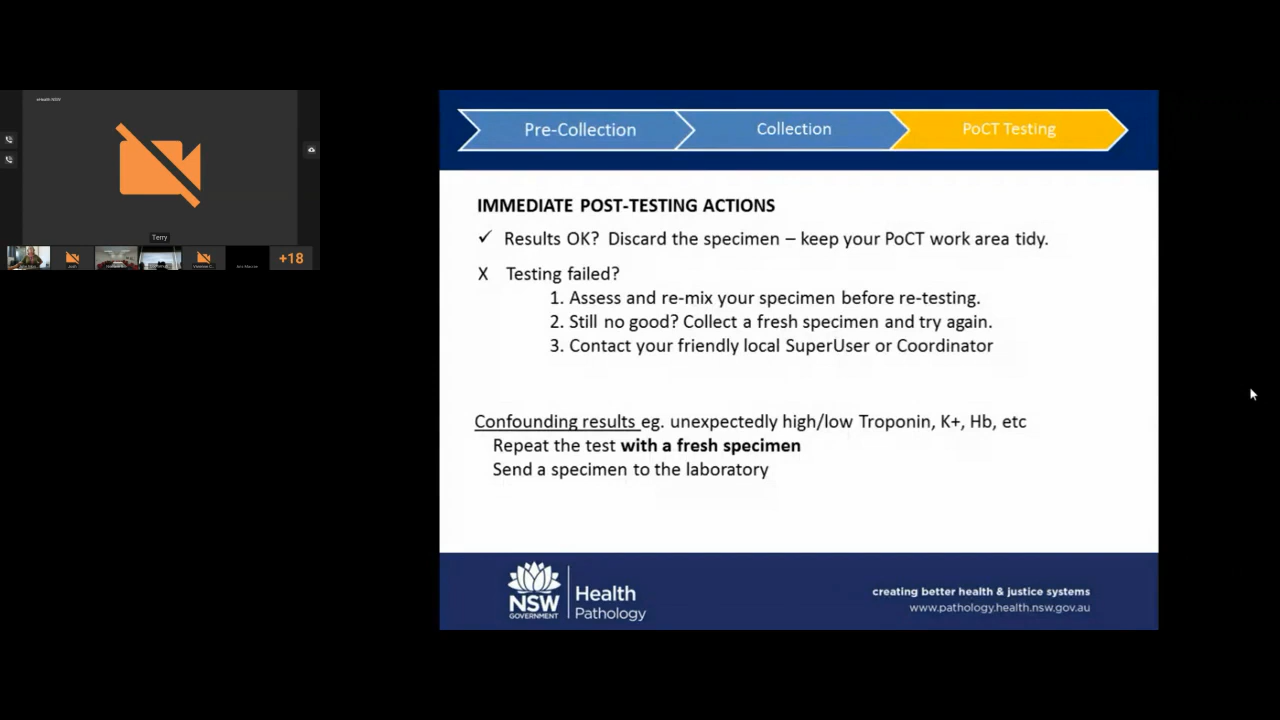 eHealth NSW
Terry
+18
Pre-Collection
Collection
PoCT Testing
IMMEDIATE POST-TESTING ACTIONS
✓ Results OK? Discard the specimen – keep your PoCT work area tidy.
X Testing failed?
1. Assess and re-mix your specimen before re-testing.
2. Still no good? Collect a fresh specimen and try again.
3. Contact your friendly local SuperUser or Coordinator
Confounding results eg. unexpectedly high/low Troponin, K+, Hb, etc
Repeat the test with a fresh specimen
Send a specimen to the laboratory
NSW
GOVERNMENT
Health
Pathology
creating better health & justice systems
www.pathology.health.nsw.gov.au